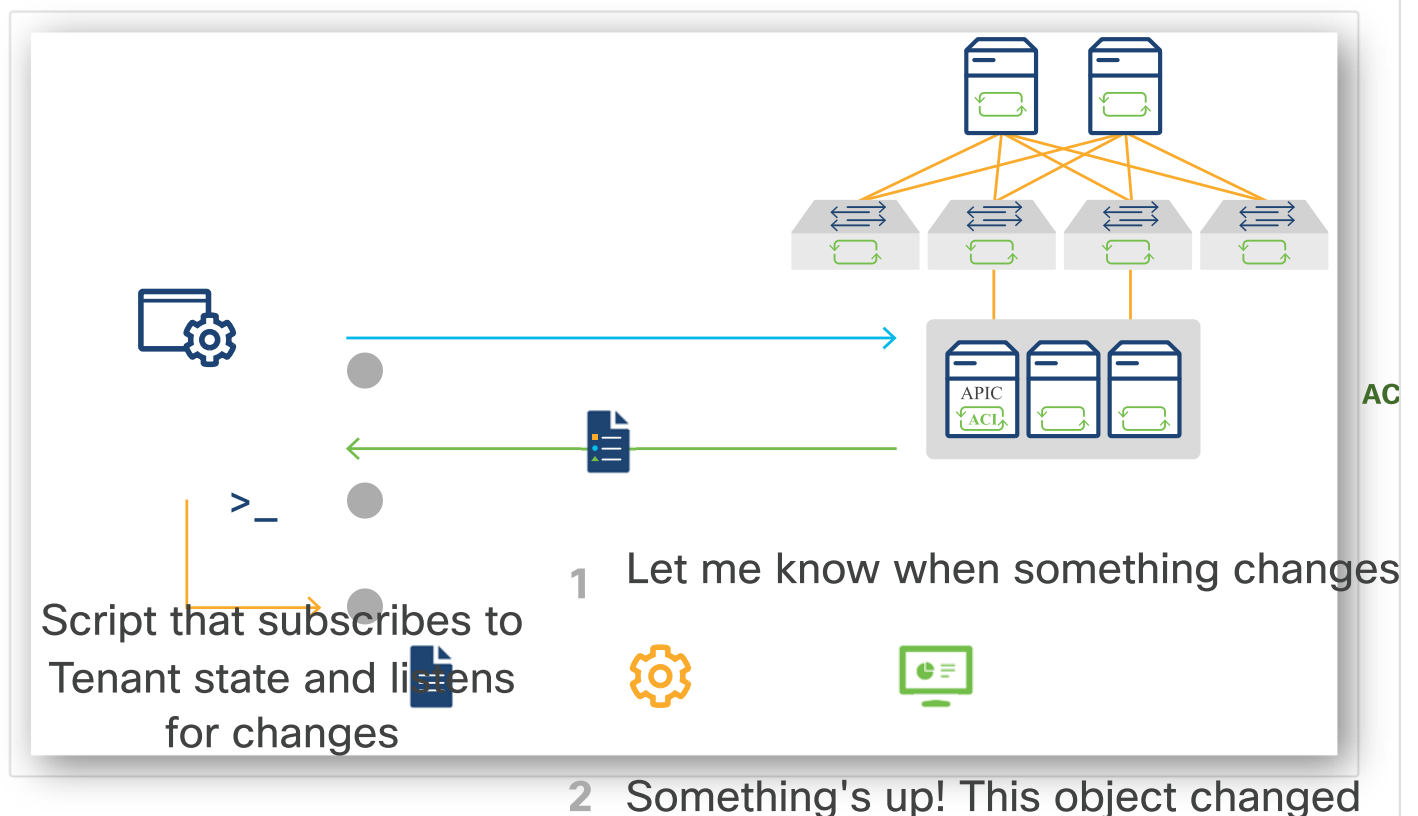 APIC
ACI
AC
>_
1 Let me know when something changes
Script that subscribes to
Tenant state and listens
for changes
2 Something's up! This object changed